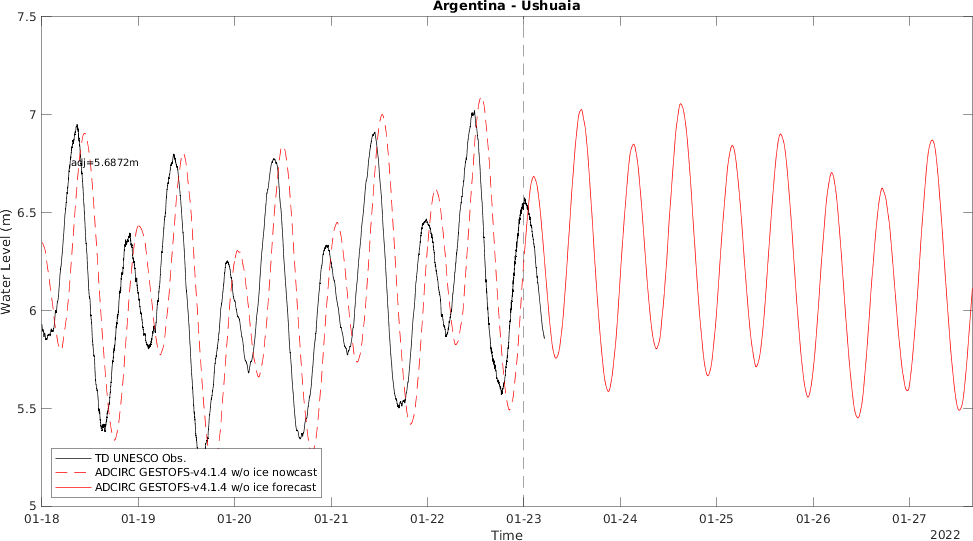 Argentina - Ushuaia
7.5
7
6.5
6
5.5
5
Water Level (m)
adj=5.6872m
TD UNESCO Obs.
ADCIRC GESTOFS-v4.1.4 w/o ice nowcast
ADCIRC GESTOFS-v4.1.4 w/o ice forecast
01-18 01-19 01-20 01-21 01-22 01-23 01-24 01-25 01-26 01-27
Time
2022